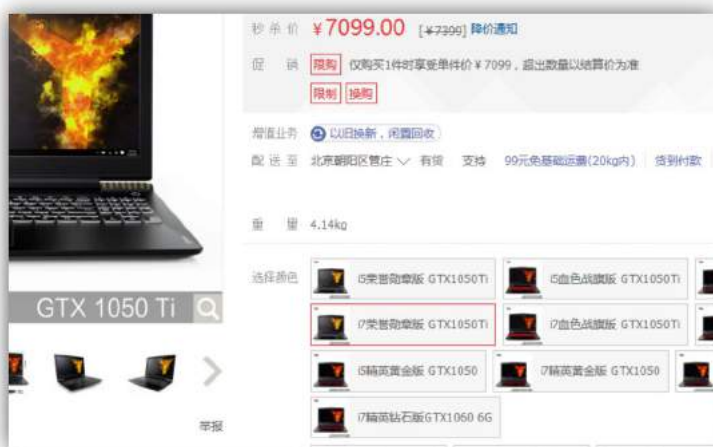 秒杀价 ￥7099.00 [￥7399] 降价通知
促销 限购 仅购买1件时享受单件价￥7099，超出数量以结算价为准
限制 换购
增值业务 以旧换新，闲置回收
配送至 北京朝阳区管庄 有货 支持 99元免基础运费(20kg内) 货到付款
重量 4.14kg
选择颜色 i5荣誉勋章版 GTX1050Ti i5血色战旗版 GTX1050Ti
GTX 1050 Ti
i7荣誉勋章版 GTX1050Ti i7血色战旗版 GTX1050Ti
i5精英黄金版 GTX1050 i7精英黄金版 GTX1050
i7精英钻石版GTX1060 6G
举报